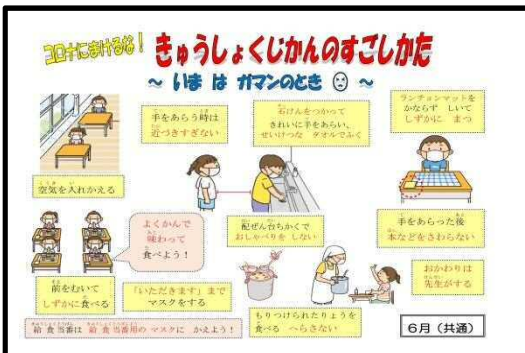 コロナにまけるな！
きゅうしょくじかんのすごしかた
～ いま は ガマンのとき ～
手をあらう時は
近づきすぎない
石けんをつかって
きれいに手をあらい、
せいけつな タオルでふく
ランチョンマットを
かならず しいて
しずかに まつ
空気を入れかえる
よくかんで
味わって
食べよう！
配ぜん台ちかくで
おしゃべりを しない
手をあらった後
本などをさわらない
前をむいて
しずかに食べる
「いただきます」まで
マスクをする
おかわりは
先生がする
もりつけられたりょうを
食べる へらさない
給食当番は 給食当番用の マスクに かえよう！
6月（共通）